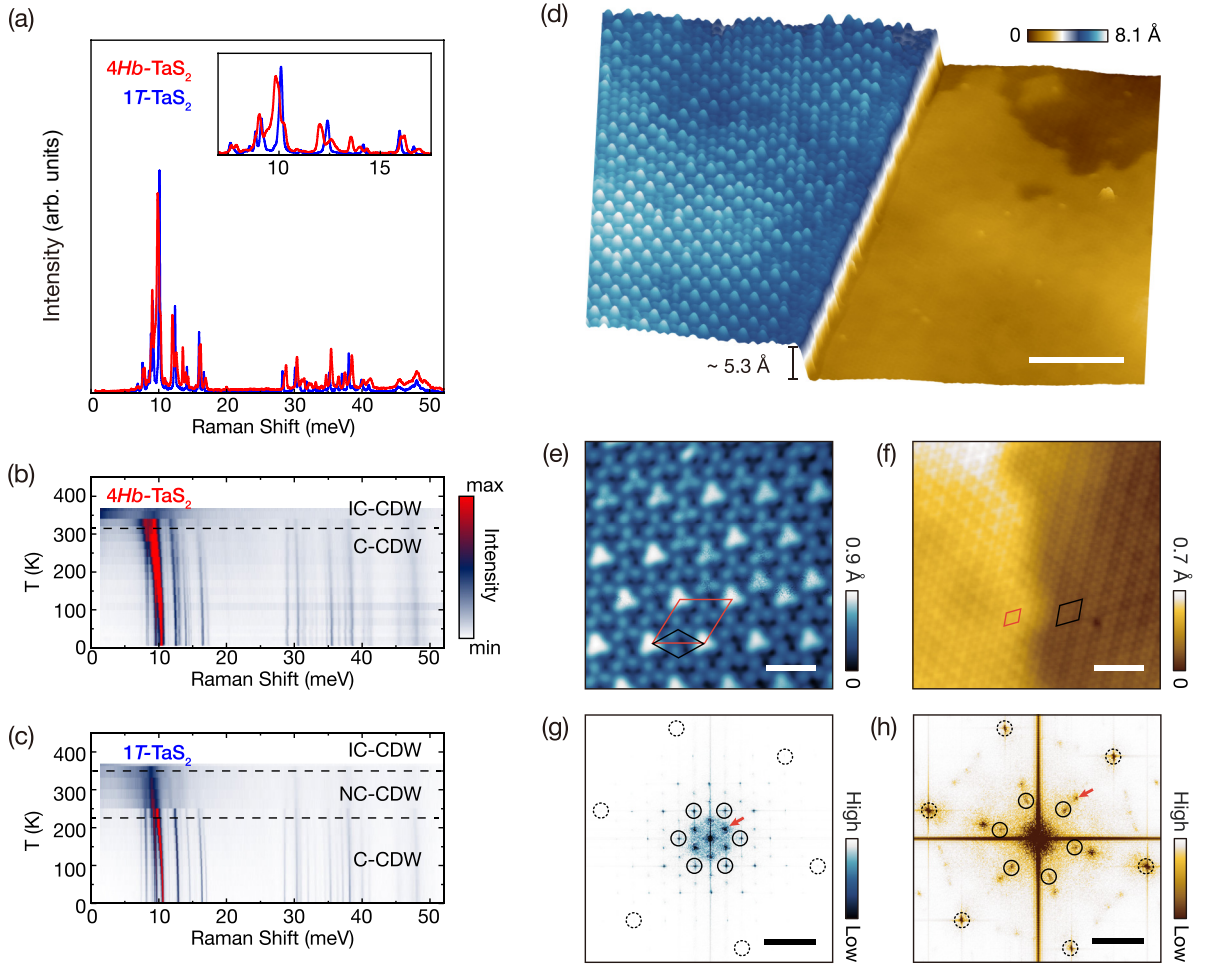 (a)
4Hb-TaS₂
1T-TaS₂
10 15
Intensity (arb. units)
0 10 20 30 40 50
Raman Shift (meV)
(b)
4Hb-TaS₂
IC-CDW
C-CDW
T (K)
400
300
200
100
0
0 10 20 30 40 50
Raman Shift (meV)
max
Intensity
min
(c)
1T-TaS₂
IC-CDW
NC-CDW
C-CDW
T (K)
400
300
200
100
0
0 10 20 30 40 50
Raman Shift (meV)
(d)
0 8.1 Å
~ 5.3 Å
(e)
0.9 Å
0
(f)
0.7 Å
0
(g)
High
Low
(h)
High
Low